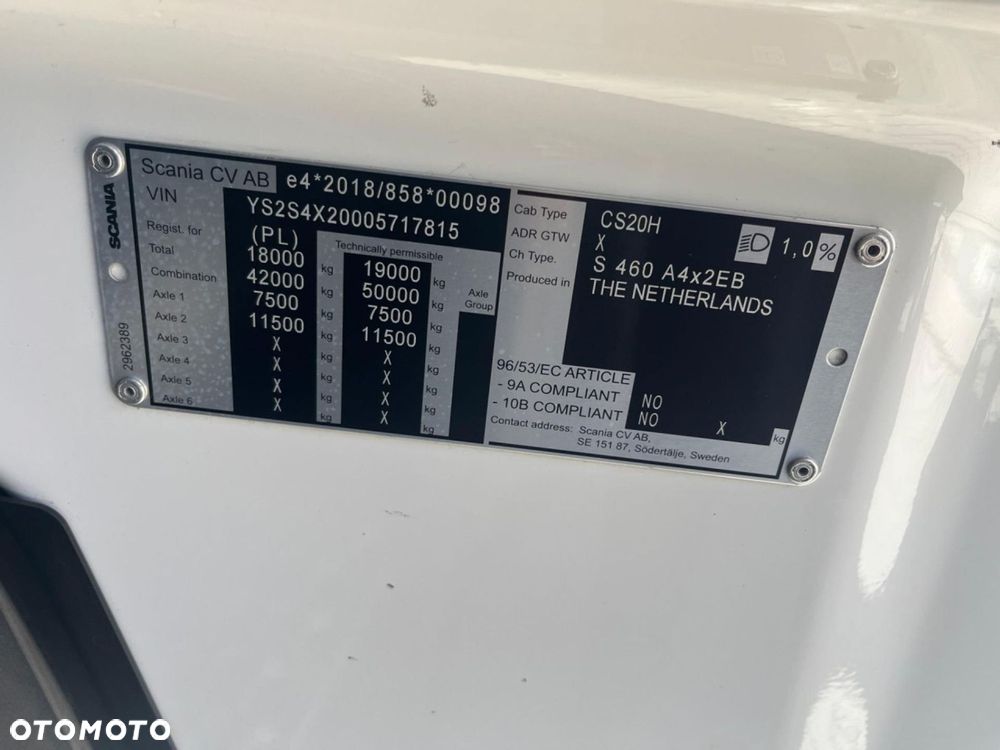 SCANIA
2962389
Scania CV AB e4*2018/858*00098
VIN YS2S4X20005717815
Regist. for (PL) Technically permissible
Total 18000 kg 19000 kg
Combination 42000 kg 50000 kg Axle Group
Axle 1 7500 kg 7500 kg
Axle 2 11500 kg 11500 kg
Axle 3 X kg X kg
Axle 4 X kg X kg
Axle 5 X kg X kg
Axle 6 X kg X kg
Cab Type CS20H 1,0%
ADR GTW X
Ch Type. S 460 A4x2EB
Produced in THE NETHERLANDS
96/53/EC ARTICLE
- 9A COMPLIANT NO
- 10B COMPLIANT NO X kg
Contact address: Scania CV AB,
SE 151 87, Södertälje, Sweden
OTOMOTO